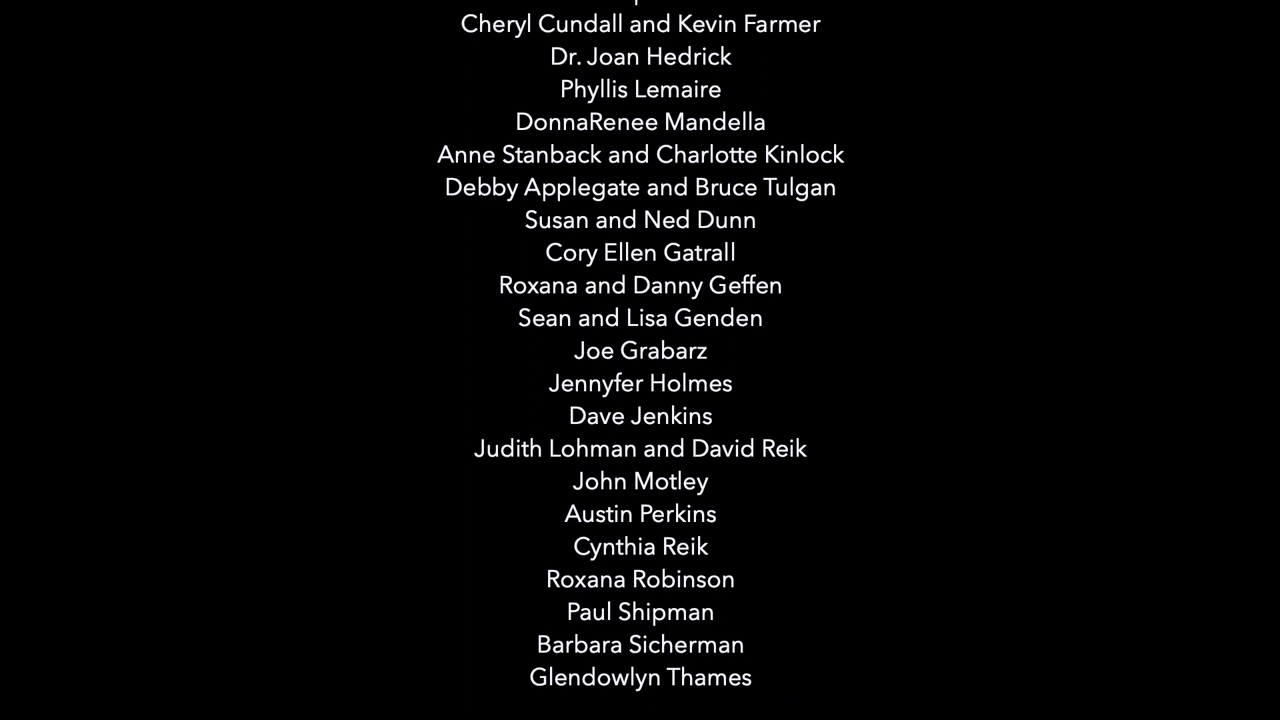 Cheryl Cundall and Kevin Farmer
Dr. Joan Hedrick
Phyllis Lemaire
DonnaRenee Mandella
Anne Stanback and Charlotte Kinlock
Debby Applegate and Bruce Tulgan
Susan and Ned Dunn
Cory Ellen Gatrall
Roxana and Danny Geffen
Sean and Lisa Genden
Joe Grabarz
Jennyfer Holmes
Dave Jenkins
Judith Lohman and David Reik
John Motley
Austin Perkins
Cynthia Reik
Roxana Robinson
Paul Shipman
Barbara Sicherman
Glendowlyn Thames